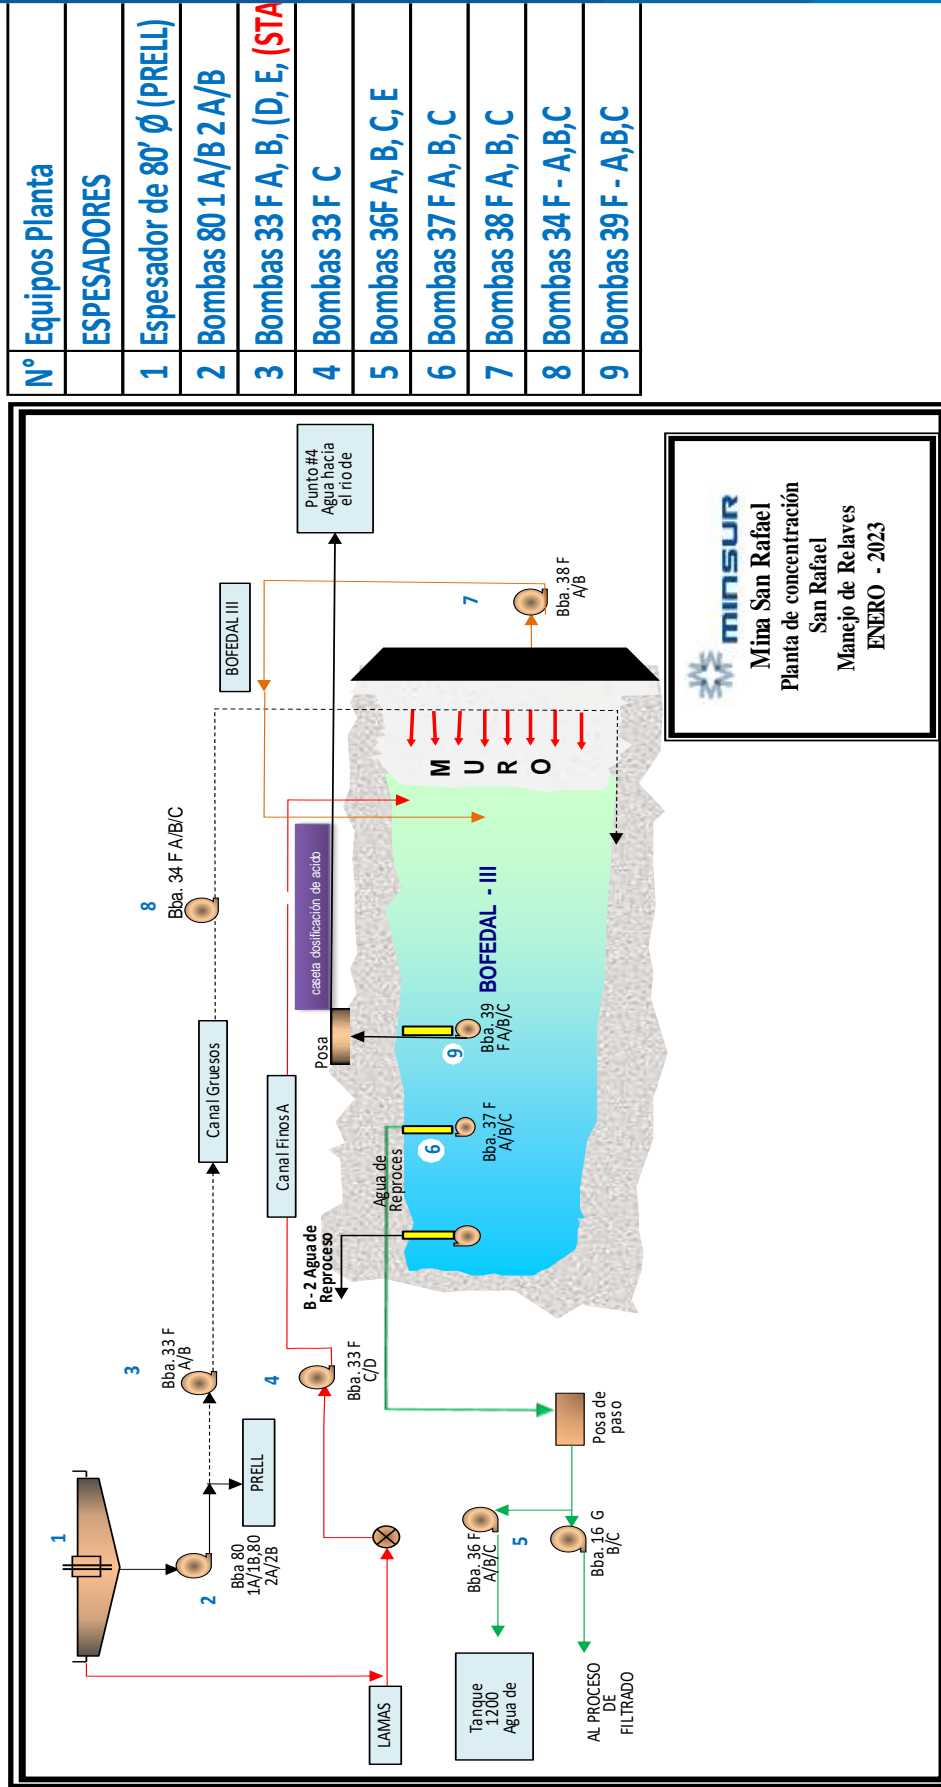 1
2
Bba 80
1A/1B,80
2A/2B
PRELL
3
Bba. 33 F
A/B
Canal Gruesos
8
Bba. 34 F A/B/C
BOFEDAL III
LAMAS
4
Bba. 33 F
C/D
Canal Finos A
Posa
caseta dosificación de acido
Punto #4
Agua hacia
el rio de
B - 2 Agua de
Reproceso
Agua de
Reproces
6
Bba. 37 F
A/B/C
9
Bba. 39
F A/B/C
BOFEDAL - III
M
U
R
O
7
Bba. 38 F
A/B
Tanque
1200
Agua de
Bba. 36 F
A/B/C
5
Bba. 16 G
B/C
Posa de
paso
AL PROCESO
DE
FILTRADO
MINSUR
Mina San Rafael
Planta de concentración
San Rafael
Manejo de Relaves
ENERO - 2023
N° Equipos Planta
ESPESADORES
1 Espesador de 80' Ø (PRELL)
2 Bombas 80 1 A/B 2 A/B
3 Bombas 33 F A, B, (D, E, (STA
4 Bombas 33 F C
5 Bombas 36F A, B, C, E
6 Bombas 37 F A, B, C
7 Bombas 38 F A, B, C
8 Bombas 34 F - A,B,C
9 Bombas 39 F - A,B,C